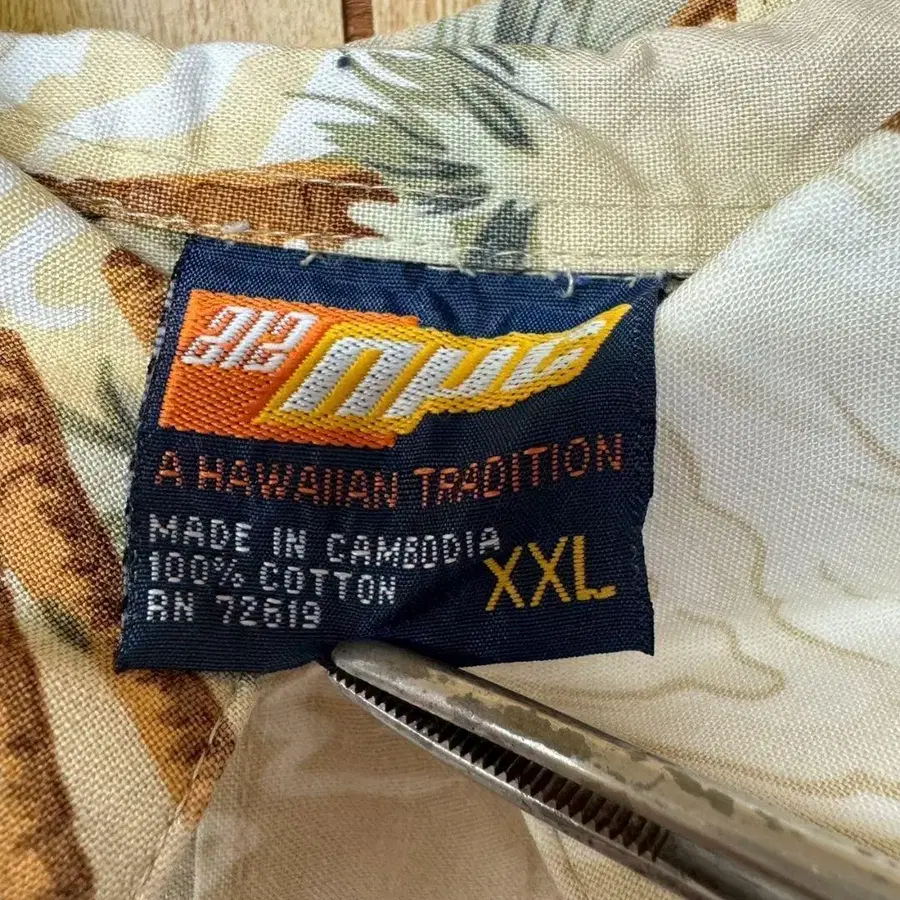 A HAWAIIAN TRADITION
MADE IN CAMBODIA
100% COTTON
XXL
RN 72619